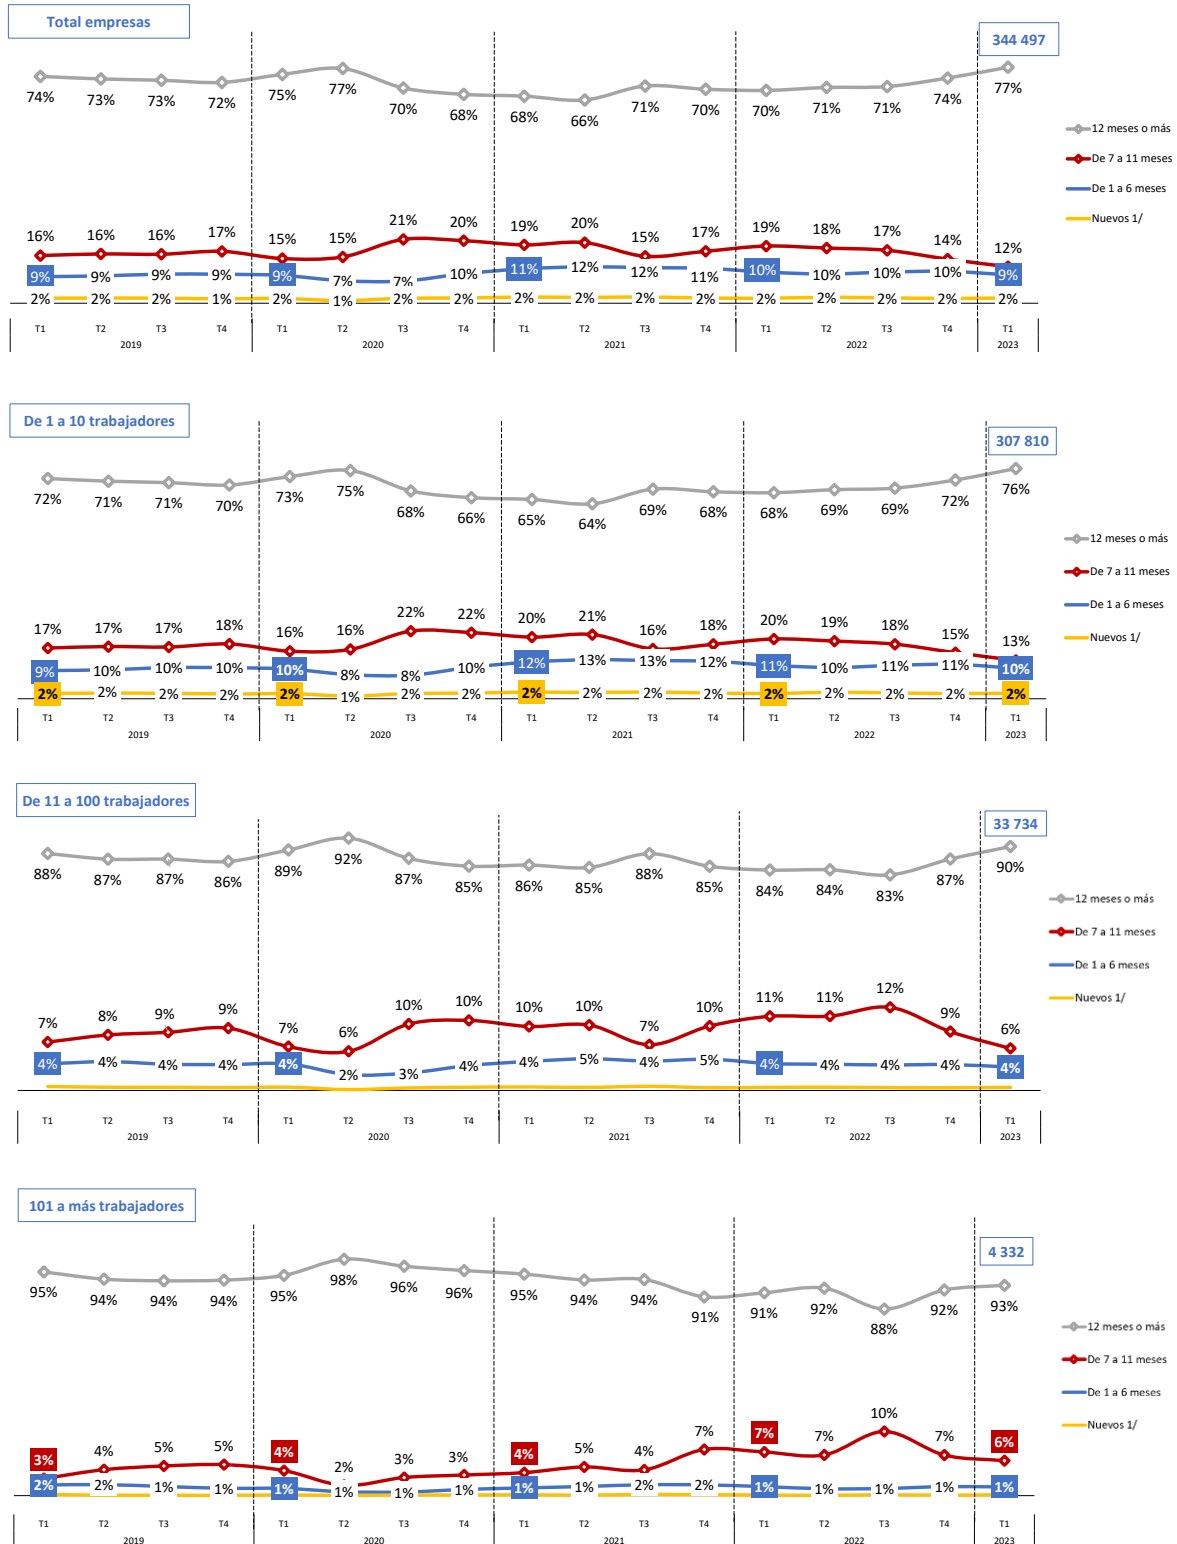 Total empresas
344 497
74% 73% 73% 72% 75% 77% 70% 68% 68% 66% 71% 70% 70% 71% 71% 74% 77%
12 meses o más
De 7 a 11 meses
De 1 a 6 meses
Nuevos 1/
16% 16% 16% 17% 15% 15% 21% 20% 19% 20% 15% 17% 19% 18% 17% 14% 12%
9% 9% 9% 9% 9% 7% 7% 10% 11% 12% 12% 11% 10% 10% 10% 10% 9%
2% 2% 2% 1% 2% 1% 2% 2% 2% 2% 2% 2% 2% 2% 2% 2% 2%
T1 T2 T3 T4 T1 T2 T3 T4 T1 T2 T3 T4 T1 T2 T3 T4 T1
2019 2020 2021 2022 2023
De 1 a 10 trabajadores
307 810
72% 71% 71% 70% 73% 75% 68% 66% 65% 64% 69% 68% 68% 69% 69% 72% 76%
12 meses o más
De 7 a 11 meses
De 1 a 6 meses
Nuevos 1/
17% 17% 17% 18% 16% 16% 22% 22% 20% 21% 16% 18% 20% 19% 18% 15% 13%
9% 10% 10% 10% 10% 8% 8% 10% 12% 13% 13% 12% 11% 10% 11% 11% 10%
2% 2% 2% 2% 2% 1% 2% 2% 2% 2% 2% 2% 2% 2% 2% 2% 2%
T1 T2 T3 T4 T1 T2 T3 T4 T1 T2 T3 T4 T1 T2 T3 T4 T1
2019 2020 2021 2022 2023
De 11 a 100 trabajadores
33 734
88% 87% 87% 86% 89% 92% 87% 85% 86% 85% 88% 85% 84% 84% 83% 87% 90%
12 meses o más
De 7 a 11 meses
De 1 a 6 meses
Nuevos 1/
7% 8% 9% 9% 7% 6% 10% 10% 10% 10% 7% 10% 11% 11% 12% 9% 6%
4% 4% 4% 4% 4% 2% 3% 4% 4% 5% 4% 5% 4% 4% 4% 4% 4%
T1 T2 T3 T4 T1 T2 T3 T4 T1 T2 T3 T4 T1 T2 T3 T4 T1
2019 2020 2021 2022 2023
101 a más trabajadores
4 332
95% 94% 94% 94% 95% 98% 96% 96% 95% 94% 94% 91% 91% 92% 88% 92% 93%
12 meses o más
De 7 a 11 meses
De 1 a 6 meses
Nuevos 1/
3% 4% 5% 5% 4% 2% 3% 3% 4% 5% 4% 7% 7% 7% 10% 7% 6%
2% 2% 1% 1% 1% 1% 1% 1% 1% 1% 2% 2% 1% 1% 1% 1% 1%
T1 T2 T3 T4 T1 T2 T3 T4 T1 T2 T3 T4 T1 T2 T3 T4 T1
2019 2020 2021 2022 2023